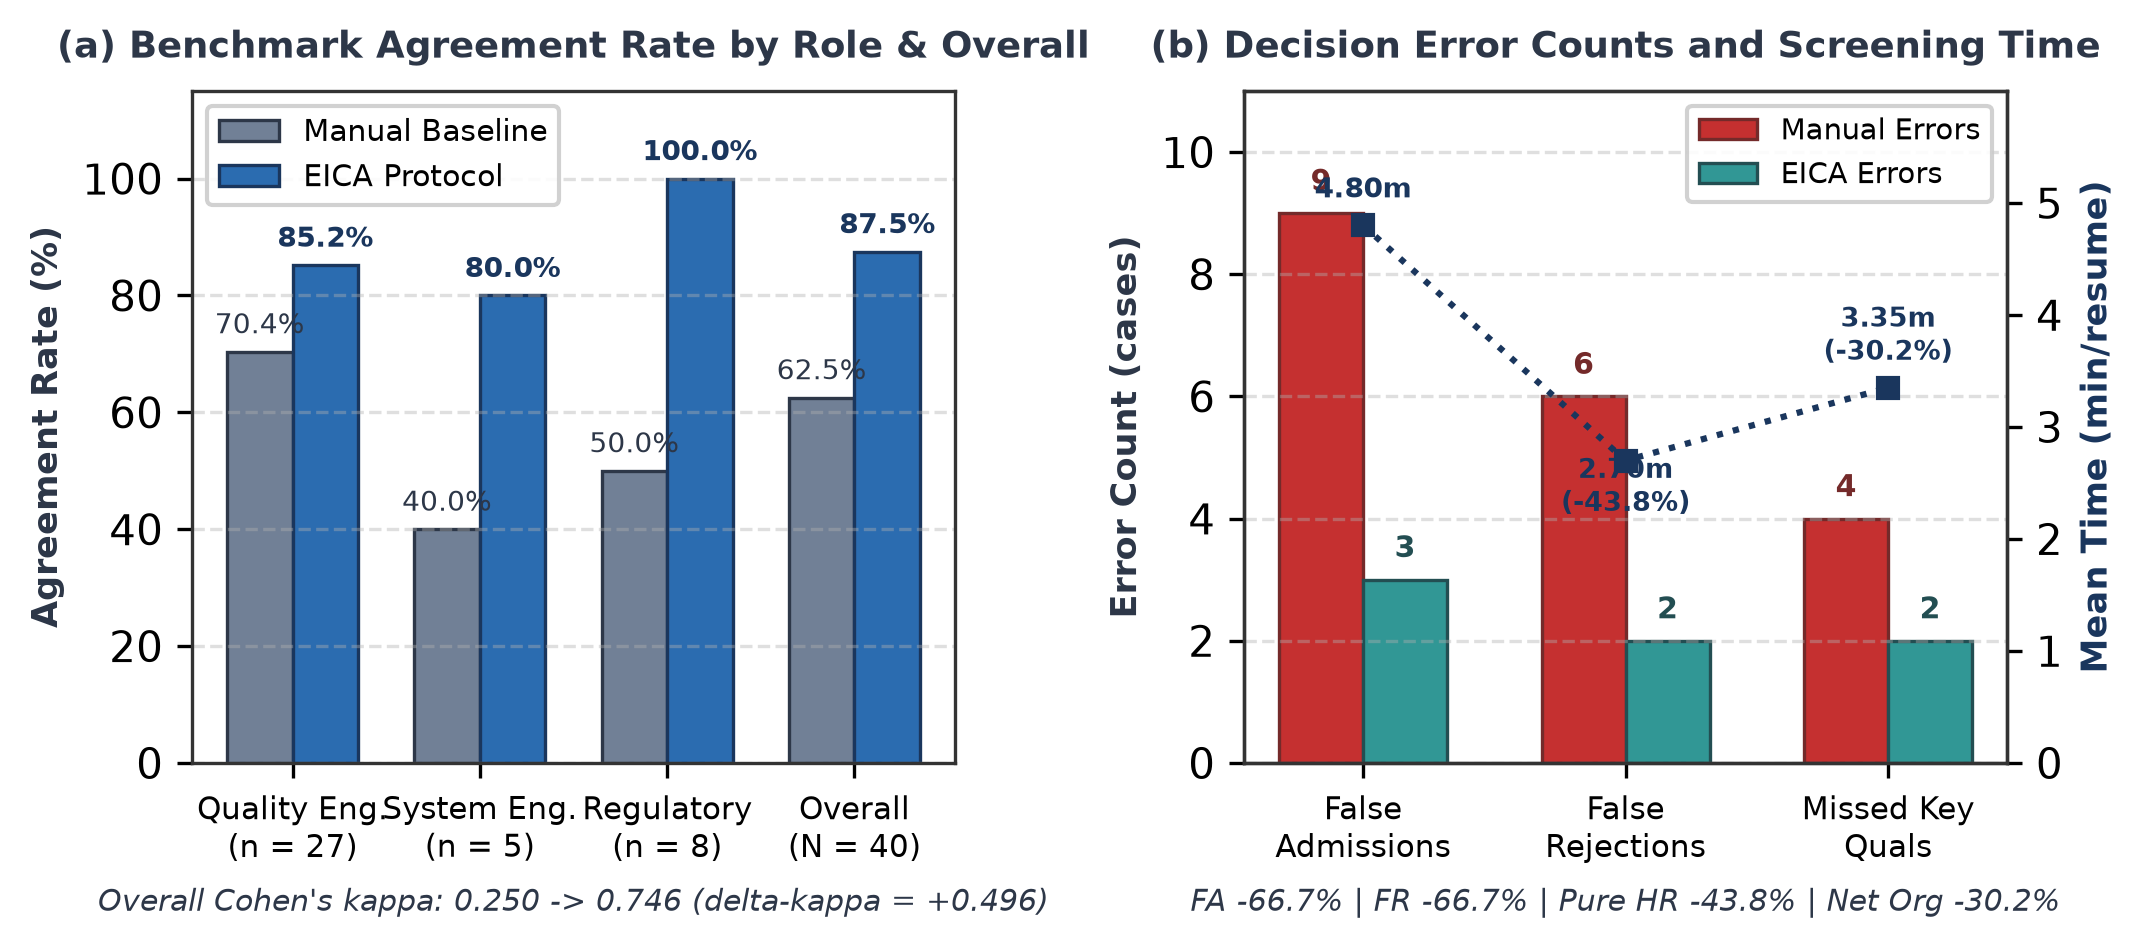 (a) Benchmark Agreement Rate by Role & Overall
Manual Baseline
EICA Protocol
Agreement Rate (%)
100
80
60
40
20
0
70.4%
85.2%
40.0%
80.0%
50.0%
100.0%
62.5%
87.5%
Quality Eng.
(n = 27)
System Eng.
(n = 5)
Regulatory
(n = 8)
Overall
(N = 40)
Overall Cohen's kappa: 0.250 -> 0.746 (delta-kappa = +0.496)
(b) Decision Error Counts and Screening Time
Manual Errors
EICA Errors
Error Count (cases)
10
8
6
4
2
0
9
4.80m
3
6
2.70m
(-43.8%)
2
3.35m
(-30.2%)
4
2
5
4
3
2
1
0
Mean Time (min/resume)
False
Admissions
False
Rejections
Missed Key
Quals
FA -66.7% | FR -66.7% | Pure HR -43.8% | Net Org -30.2%